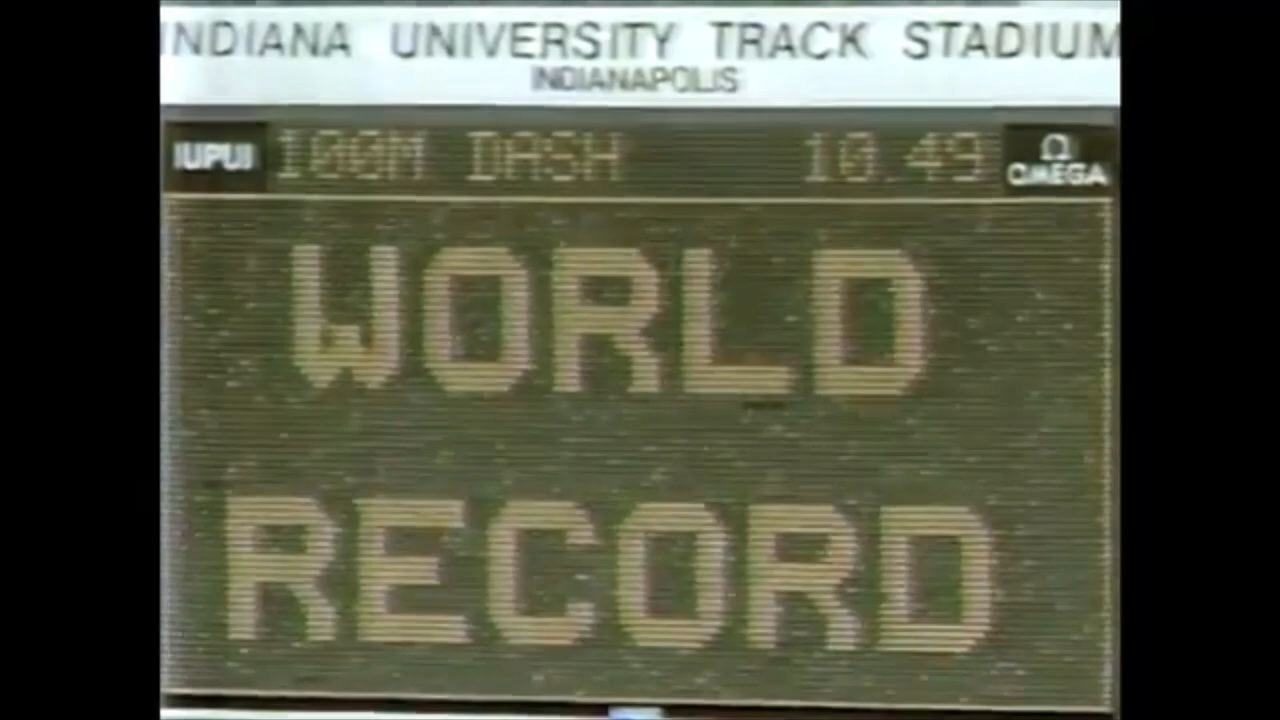 INDIANA UNIVERSITY TRACK STADIUM
INDIANAPOLIS
IUPUI 100M DASH 10.49 Ω OMEGA
WORLD
RECORD